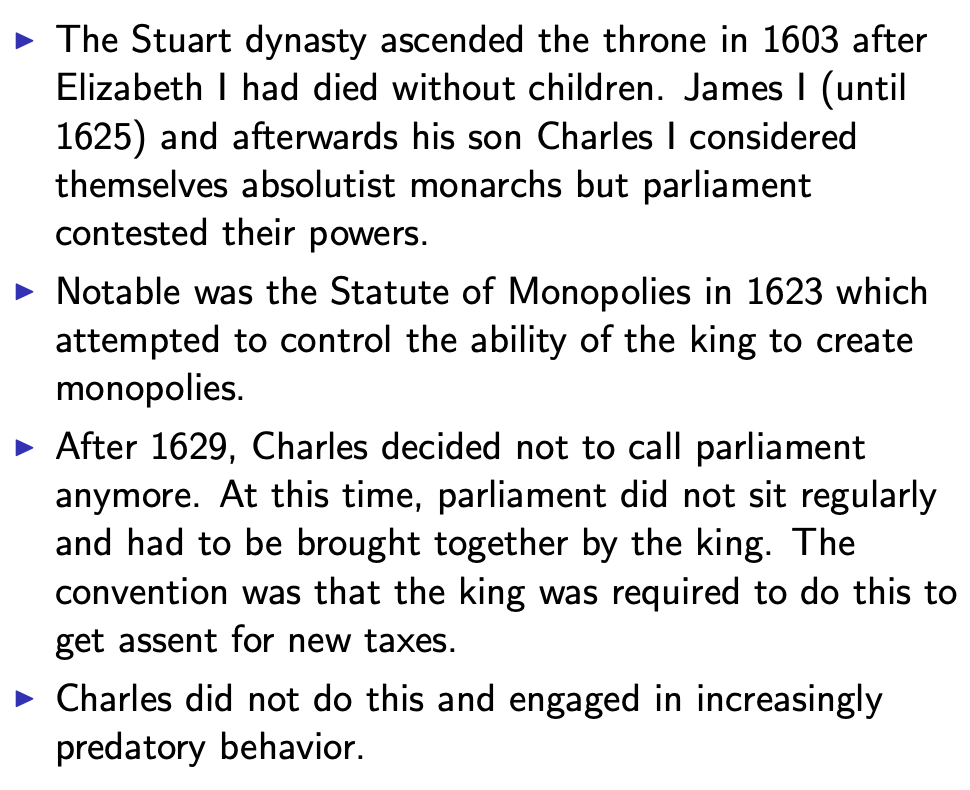 ▶ The Stuart dynasty ascended the throne in 1603 after
Elizabeth I had died without children. James I (until
1625) and afterwards his son Charles I considered
themselves absolutist monarchs but parliament
contested their powers.
▶ Notable was the Statute of Monopolies in 1623 which
attempted to control the ability of the king to create
monopolies.
▶ After 1629, Charles decided not to call parliament
anymore. At this time, parliament did not sit regularly
and had to be brought together by the king. The
convention was that the king was required to do this to
get assent for new taxes.
▶ Charles did not do this and engaged in increasingly
predatory behavior.